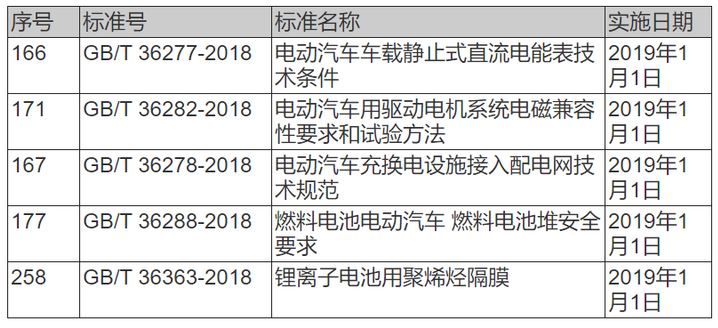 序号 标准号 标准名称 实施日期
166 GB/T 36277-2018 电动汽车车载静止式直流电能表技 2019年1
术条件 月1日
171 GB/T 36282-2018 电动汽车用驱动电机系统电磁兼容 2019年1
性要求和试验方法 月1日
167 GB/T 36278-2018 电动汽车充换电设施接入配电网技 2019年1
术规范 月1日
177 GB/T 36288-2018 燃料电池电动汽车 燃料电池堆安全 2019年1
要求 月1日
258 GB/T 36363-2018 锂离子电池用聚烯烃隔膜 2019年1
月1日